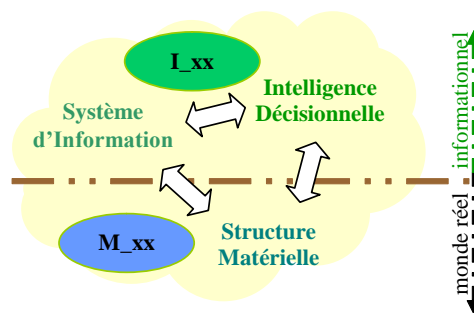 I_xx
Intelligence
Décisionnelle
Système
d'Information
Structure
Matérielle
M_xx
informationnel
monde réel